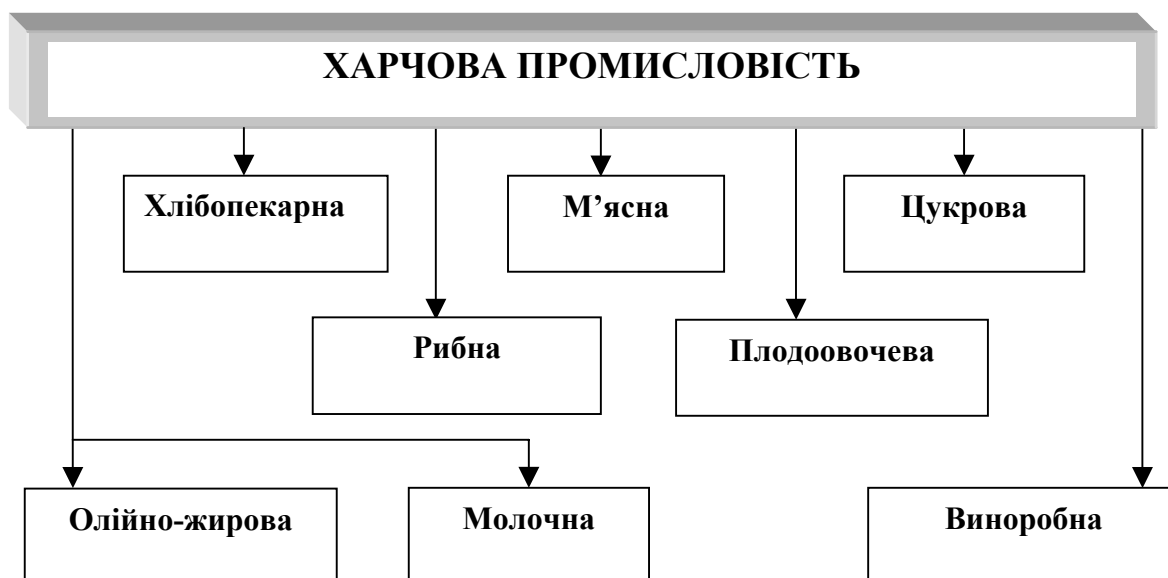 ХАРЧОВА ПРОМИСЛОВІСТЬ
Хлібопекарна
М’ясна
Цукрова
Рибна
Плодоовочева
Олійно-жирова
Молочна
Виноробна